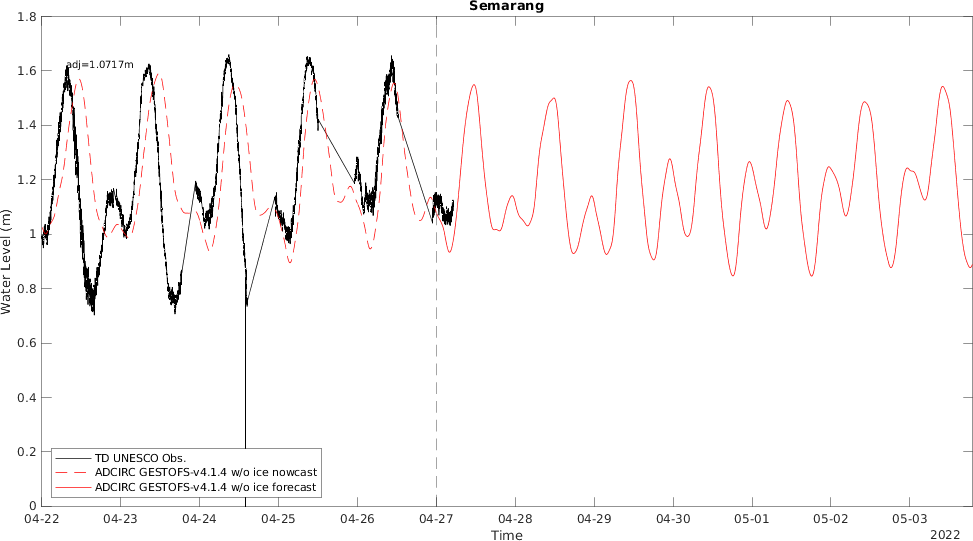 Semarang
adj=1.0717m
Water Level (m)
1.8
1.6
1.4
1.2
1
0.8
0.6
0.4
0.2
0
TD UNESCO Obs.
ADCIRC GESTOFS-v4.1.4 w/o ice nowcast
ADCIRC GESTOFS-v4.1.4 w/o ice forecast
04-22 04-23 04-24 04-25 04-26 04-27 04-28 04-29 04-30 05-01 05-02 05-03
Time
2022